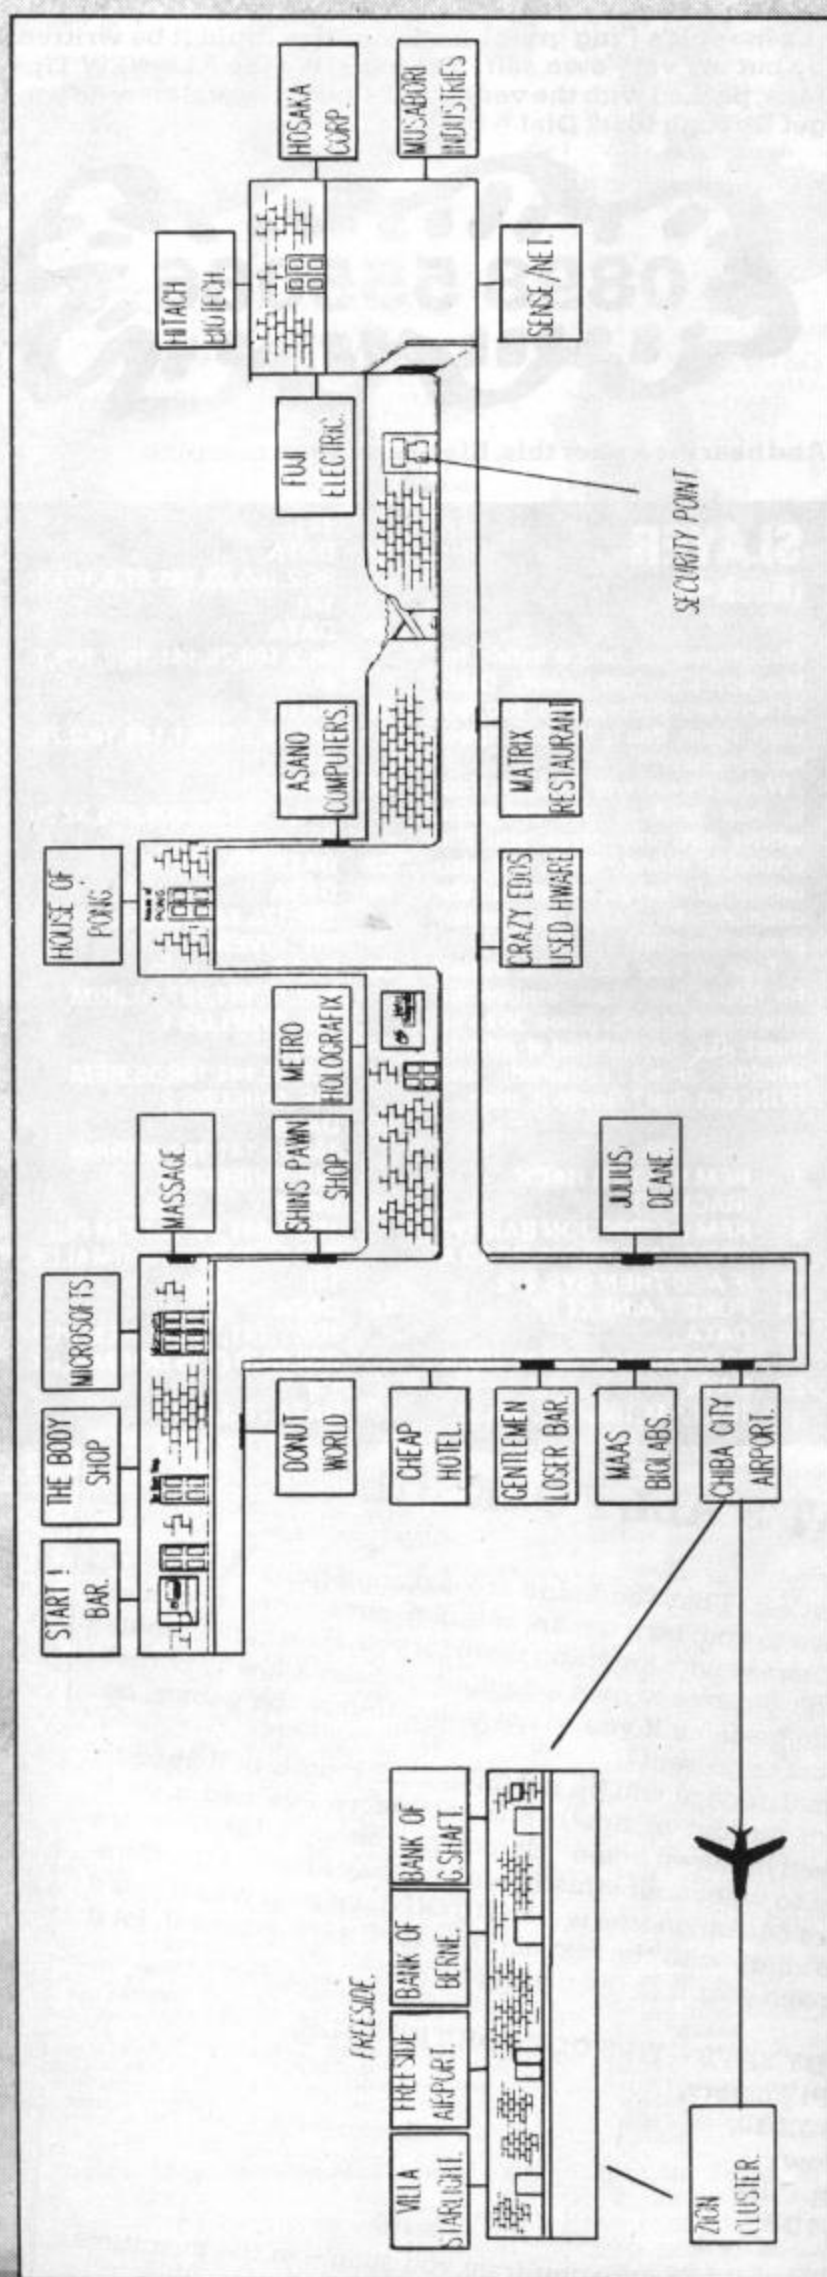 START !
BAR.
THE BODY
SHOP
MICROSOFTS
MASSAGE.
HOUSE OF
PONG.
House of
PONG
HITACH
BIOTECH.
HOSAKA
CORP
MUSABORI
INDUSTRIES
FUJI
ELECTRIC.
SENSE/NET.
ASANO
COMPUTERS.
SECURITY POINT
METRO
HOLOGRAFIX
SHINS PAWN
SHOP
MATRIX
RESTAURANT
CRAZY EDOS
USED HWARE
DONUT
WORLD
CHEAP
HOTEL.
GENTLEMEN
LOSER BAR.
MAAS
BIOLABS.
CHIBA CITY
AIRPORT.
JULIUS
DEANE.
FREESIDE.
VILLA
STARLIGHT.
FREESIDE
AIRPORT.
BANK OF
BERNE.
BANK OF
G.SHAFT.
ZION
CLUSTER.